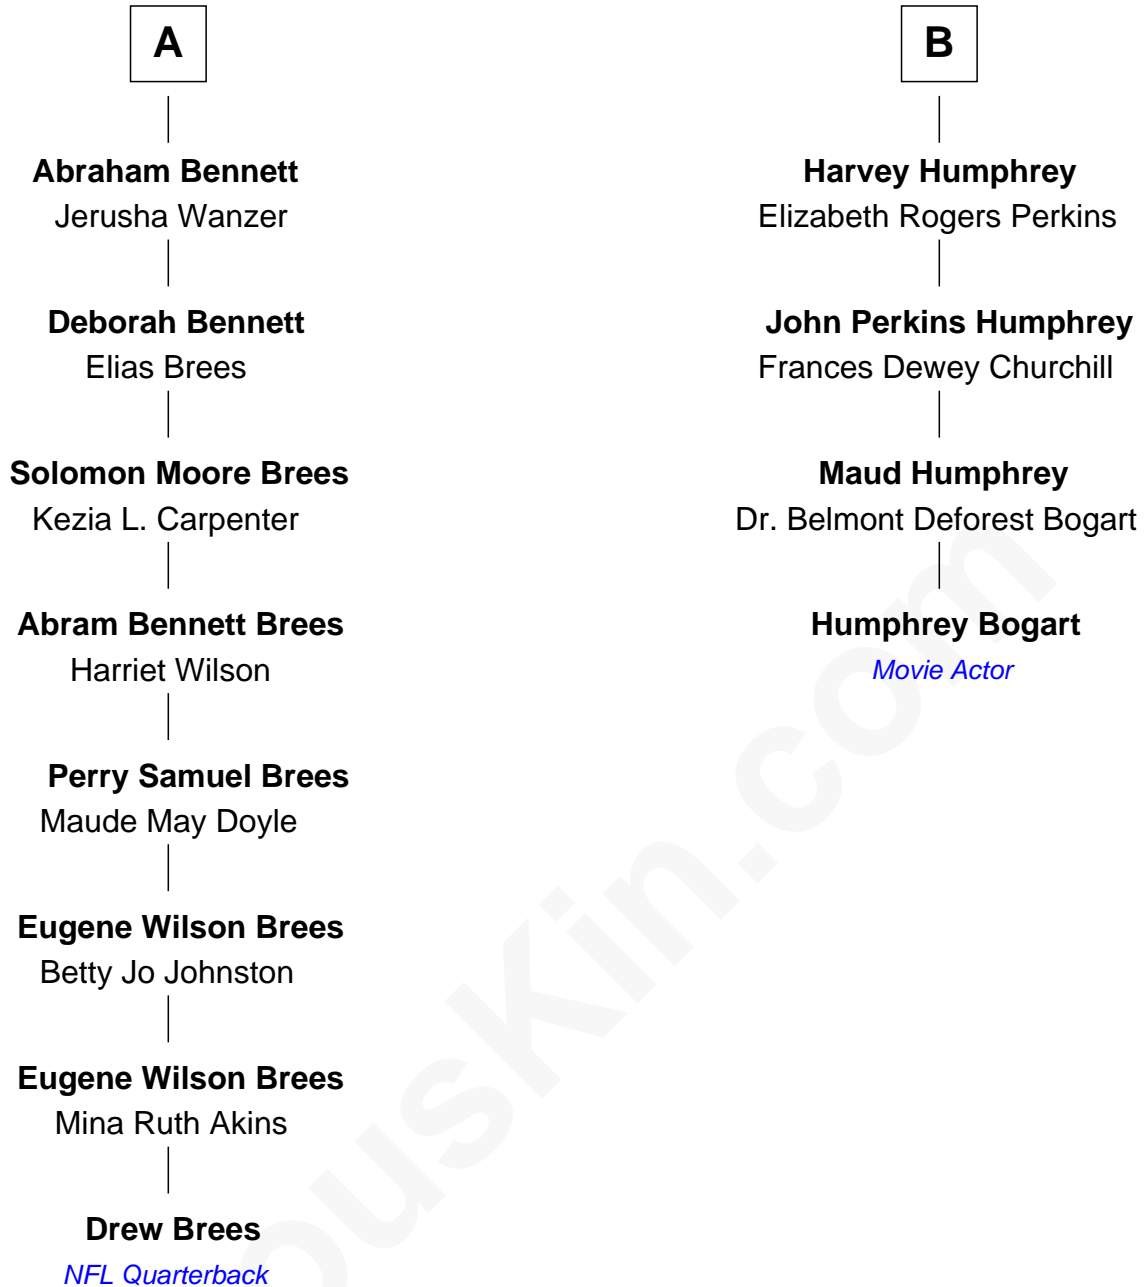 A
Abraham Bennett
Jerusha Wanzer
Deborah Bennett
Elias Brees
Solomon Moore Brees
Kezia L. Carpenter
Abram Bennett Brees
Harriet Wilson
Perry Samuel Brees
Maude May Doyle
Eugene Wilson Brees
Betty Jo Johnston
Eugene Wilson Brees
Mina Ruth Akins
Drew Brees
NFL Quarterback
B
Harvey Humphrey
Elizabeth Rogers Perkins
John Perkins Humphrey
Frances Dewey Churchill
Maud Humphrey
Dr. Belmont Deforest Bogart
Humphrey Bogart
Movie Actor
ousKin.com